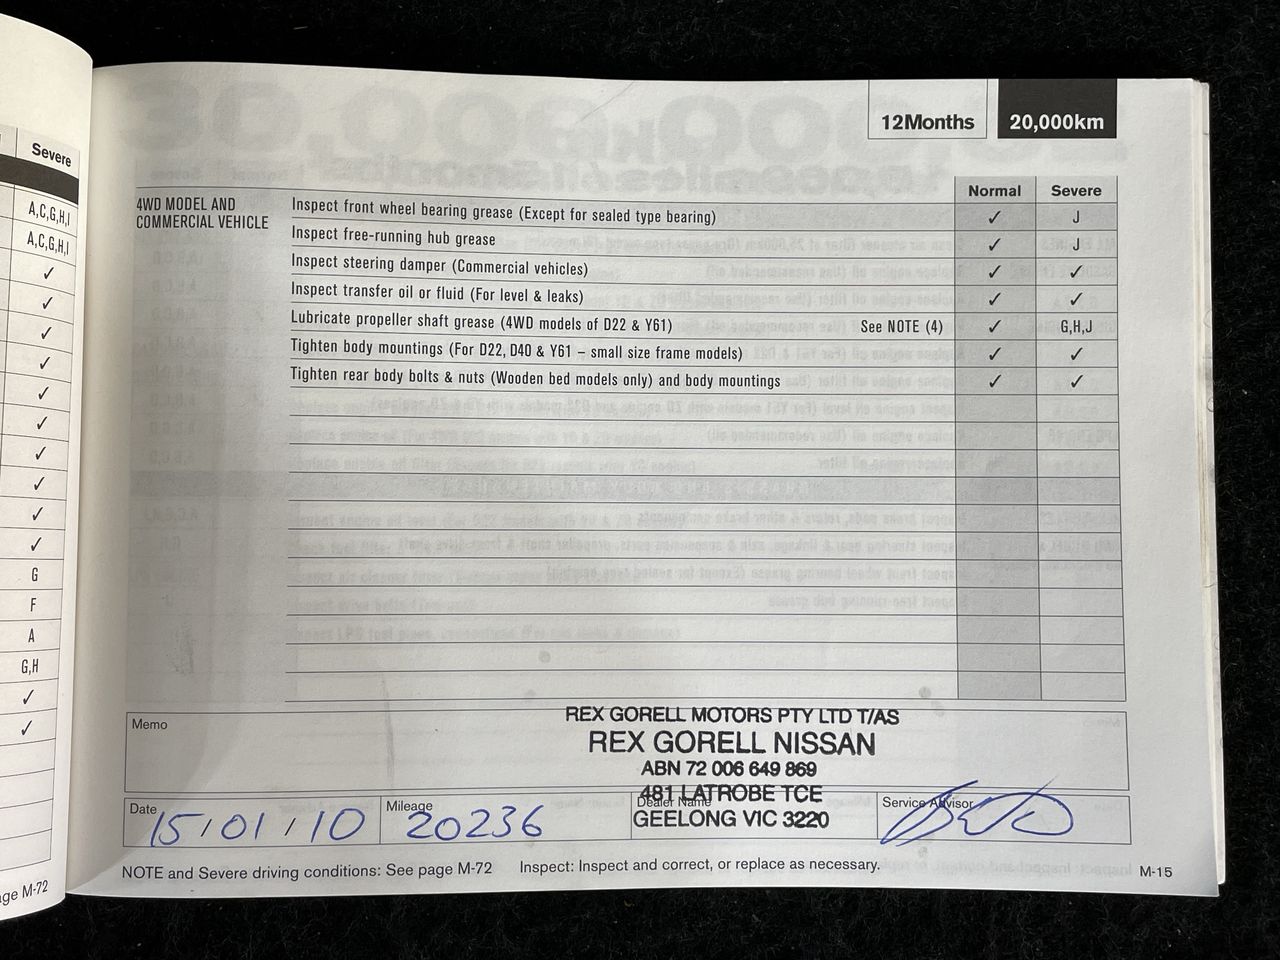 Severe
A,C,G,H,I
A,C,G,H,I
✓
✓
✓
✓
✓
✓
✓
✓
✓
✓
G
F
A
G,H
✓
✓
age M-72
12Months 20,000km
Normal Severe
4WD MODEL AND
COMMERCIAL VEHICLE
Inspect front wheel bearing grease (Except for sealed type bearing) ✓ J
Inspect free-running hub grease ✓ J
Inspect steering damper (Commercial vehicles) ✓ ✓
Inspect transfer oil or fluid (For level & leaks) ✓ ✓
Lubricate propeller shaft grease (4WD models of D22 & Y61) See NOTE (4) ✓ G,H,J
Tighten body mountings (For D22, D40 & Y61 – small size frame models) ✓ ✓
Tighten rear body bolts & nuts (Wooden bed models only) and body mountings ✓ ✓
Memo
REX GORELL MOTORS PTY LTD T/AS
REX GORELL NISSAN
ABN 72 006 649 869
481 LATROBE TCE
GEELONG VIC 3220
Date 15/01/10
Mileage 20236
Dealer Name
Service Advisor
NOTE and Severe driving conditions: See page M-72 Inspect: Inspect and correct, or replace as necessary.
M-15